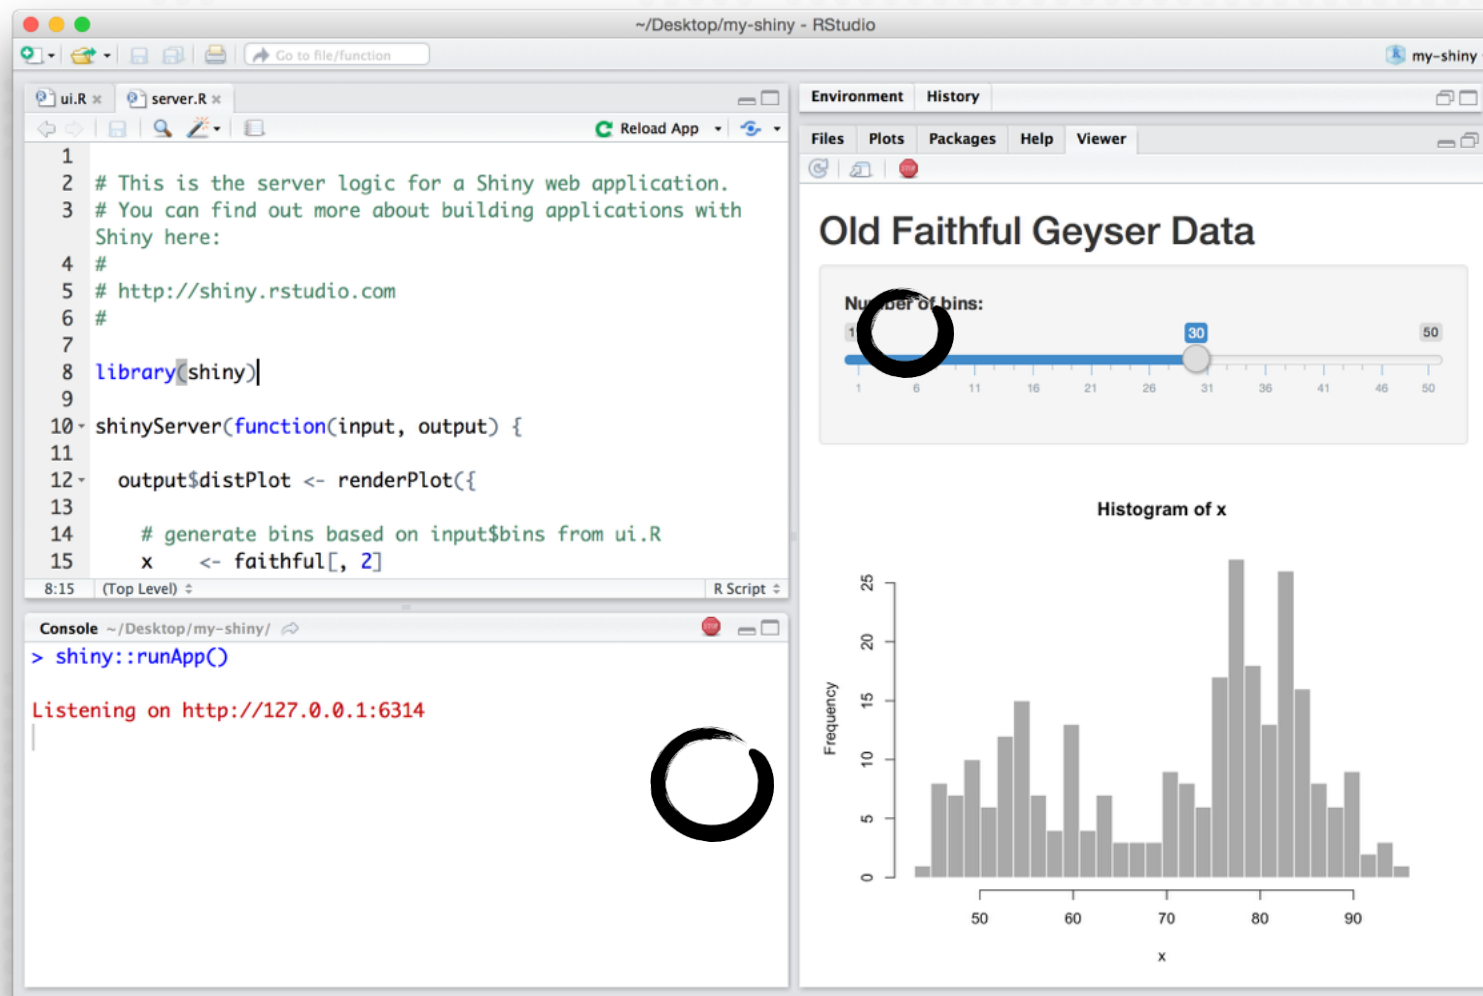 ~/Desktop/my-shiny - RStudio
Go to file/function
my-shiny
ui.R
server.R
Reload App
1
2 # This is the server logic for a Shiny web application.
3 # You can find out more about building applications with
Shiny here:
4 #
5 # http://shiny.rstudio.com
6 #
7
8 library(shiny)
9
10 shinyServer(function(input, output) {
11
12 output$distPlot <- renderPlot({
13
14 # generate bins based on input$bins from ui.R
15 x <- faithful[, 2]
8:15 (Top Level) R Script
Console ~/Desktop/my-shiny/
> shiny::runApp()
Listening on http://127.0.0.1:6314
Environment History
Files Plots Packages Help Viewer
Old Faithful Geyser Data
Number of bins:
1 30 50
1 6 11 16 21 26 31 36 41 46 50
Histogram of x
Frequency
25
20
15
10
5
0
50 60 70 80 90
x